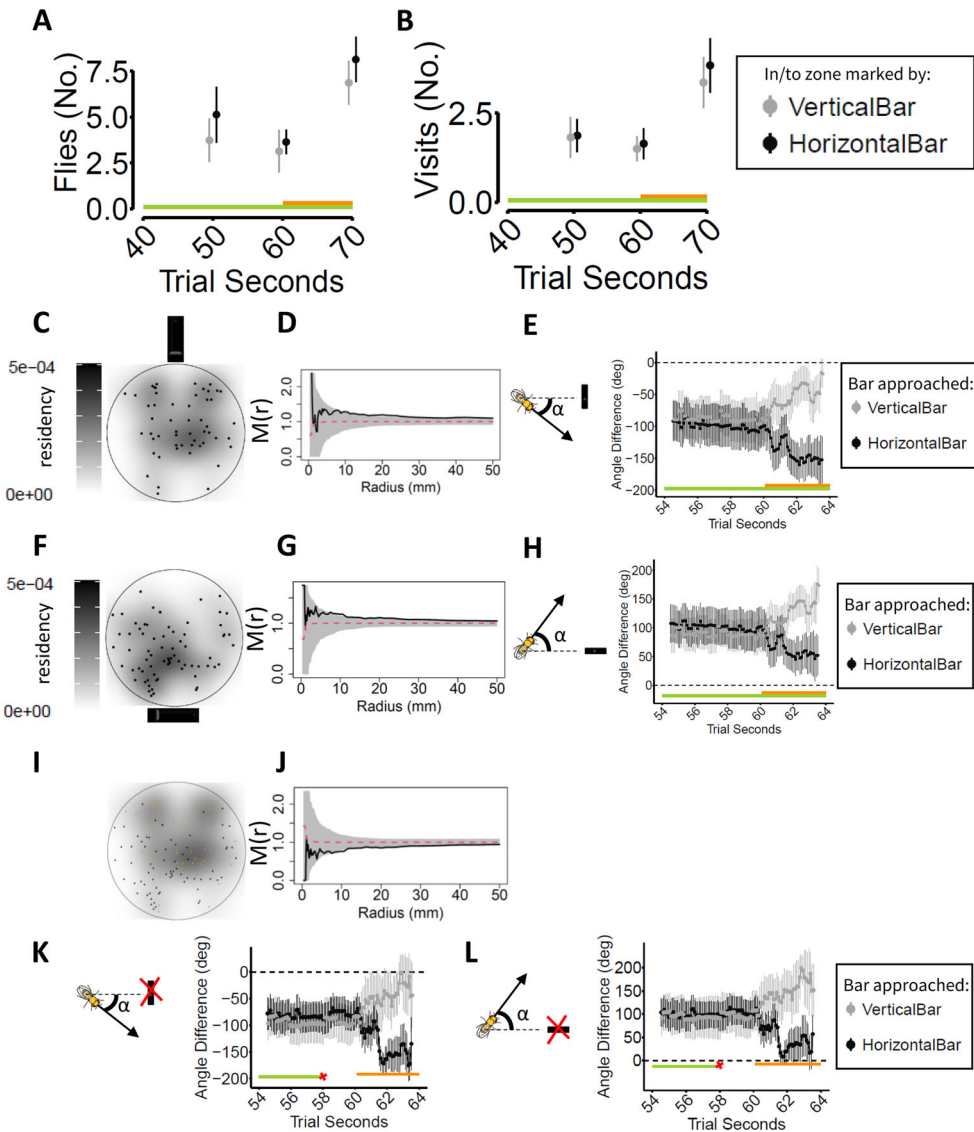 A
B
Flies (No.)
7.5
5.0
2.5
0.0
40
50
60
70
Trial Seconds
Visits (No.)
2.5
0.0
40
50
60
70
Trial Seconds
In/to zone marked by:
VerticalBar
HorizontalBar
C
D
E
5e−04
residency
0e+00
M(r)
2.0
1.0
0.0
0
10
20
30
40
50
Radius (mm)
α
Angle Difference (deg)
0
−50
−100
−150
−200
54
56
58
60
62
64
Trial Seconds
Bar approached:
VerticalBar
HorizontalBar
F
G
H
5e−04
residency
0e+00
M(r)
1.0
0.0
0
10
20
30
40
50
Radius (mm)
α
Angle Difference (deg)
200
150
100
50
0
54
56
58
60
62
64
Trial Seconds
Bar approached:
VerticalBar
HorizontalBar
I
J
M(r)
2.0
1.0
0.0
0
10
20
30
40
50
Radius (mm)
K
L
α
Angle Difference (deg)
0
−50
−100
−150
−200
54
56
58
60
62
64
Trial Seconds
α
Angle Difference (deg)
200
150
100
50
0
54
56
58
60
62
64
Trial Seconds
Bar approached:
VerticalBar
HorizontalBar